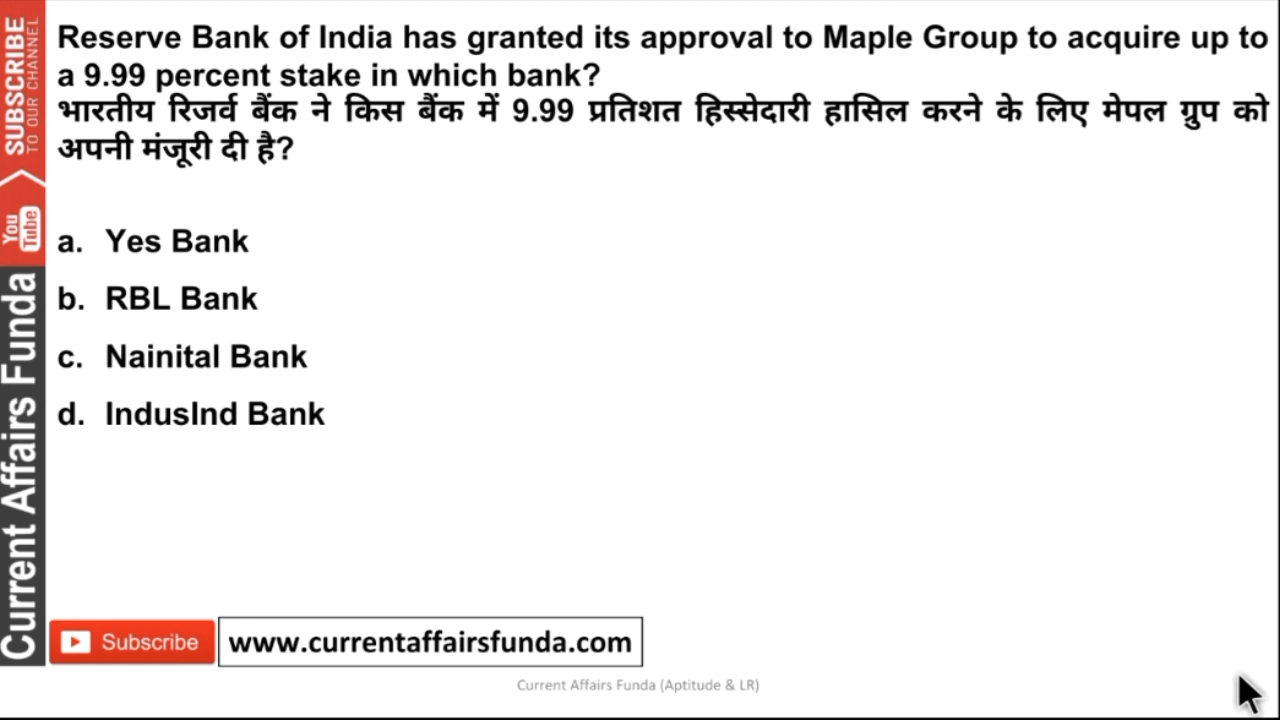 Reserve Bank of India has granted its approval to Maple Group to acquire up to
a 9.99 percent stake in which bank?
भारतीय रिजर्व बैंक ने किस बैंक में 9.99 प्रतिशत हिस्सेदारी हासिल करने के लिए मेपल ग्रुप को
अपनी मंजूरी दी है?
a. Yes Bank
b. RBL Bank
c. Nainital Bank
d. IndusInd Bank
SUBSCRIBE
TO OUR CHANNEL
You Tube
Current Affairs Funda
Subscribe
www.currentaffairsfunda.com
Current Affairs Funda (Aptitude & LR)